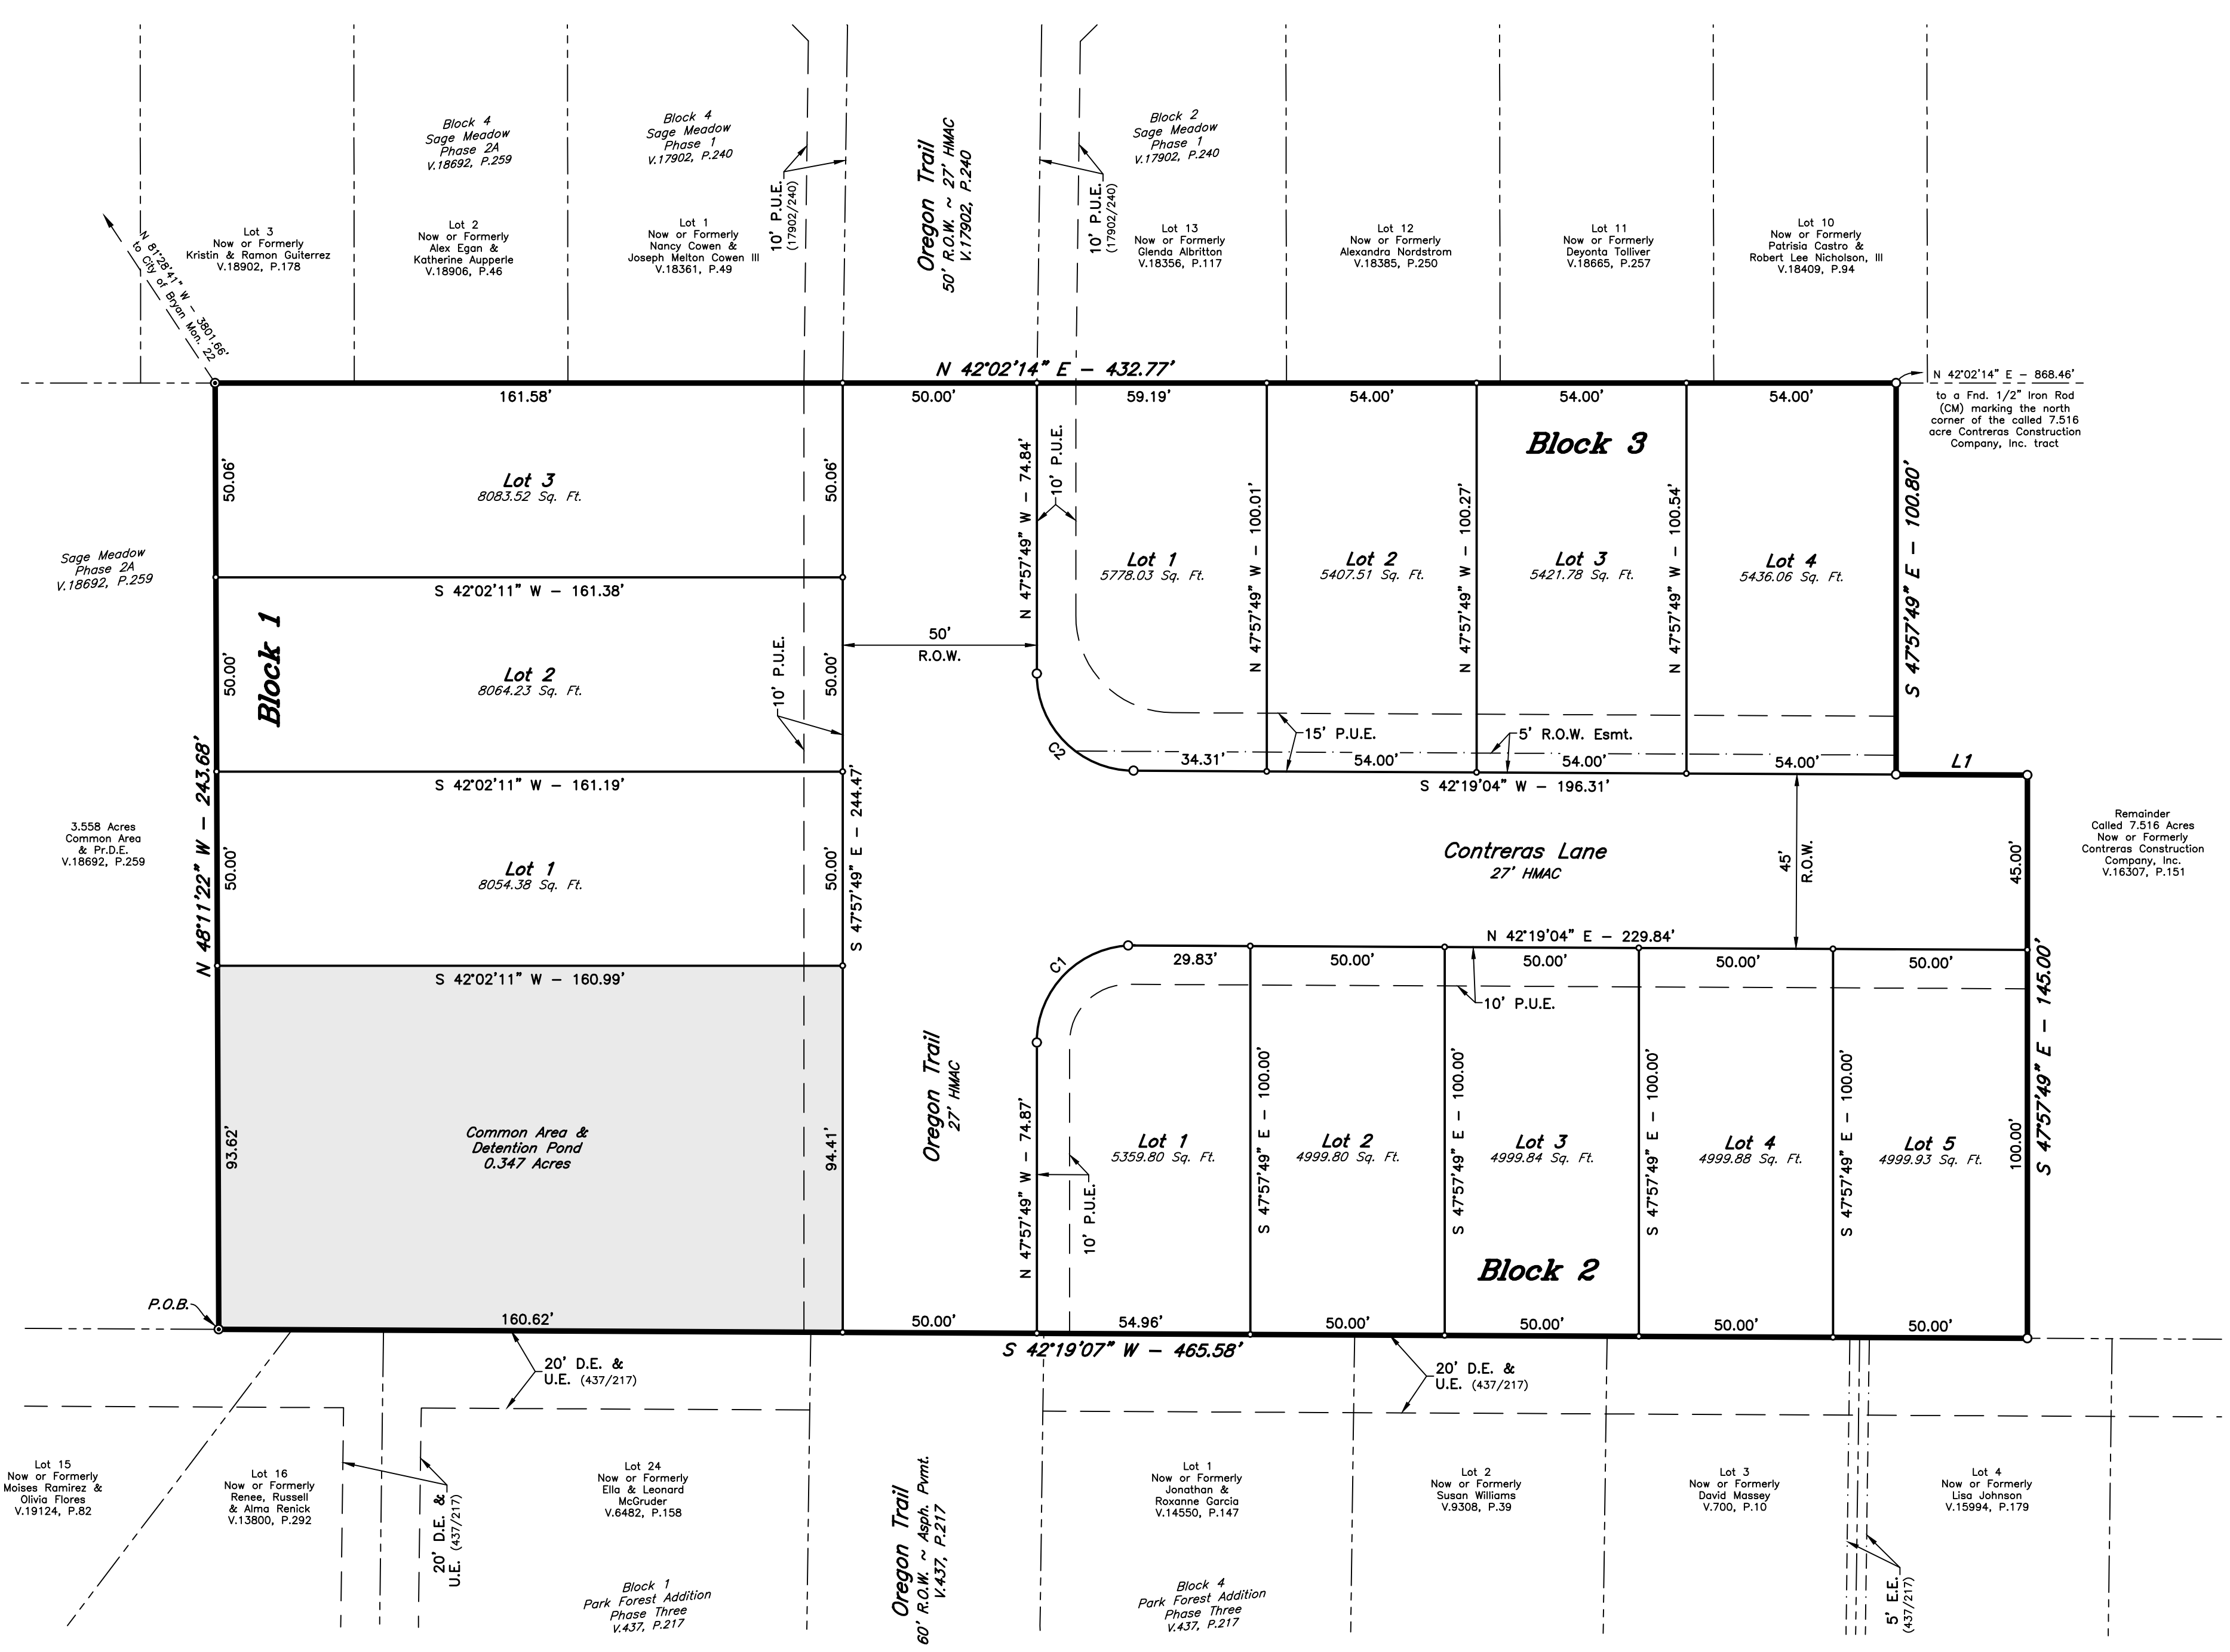 Block 4
Sage Meadow
Phase 2A
V.18692, P.259
Block 4
Sage Meadow
Phase 1
V.17902, P.240
Block 2
Sage Meadow
Phase 1
V.17902, P.240
Oregon Trail
50' R.O.W. ~ 27' HMAC
V.17902, P.240
10' P.U.E.
(17902/240)
10' P.U.E.
(17902/240)
Lot 3
Now or Formerly
Kristin & Ramon Guiterrez
V.18902, P.178
Lot 2
Now or Formerly
Alex Egan &
Katherine Aupperle
V.18906, P.46
Lot 1
Now or Formerly
Nancy Cowen &
Joseph Melton Cowen III
V.18361, P.49
Lot 13
Now or Formerly
Glenda Albritton
V.18356, P.117
Lot 12
Now or Formerly
Alexandra Nordstrom
V.18385, P.250
Lot 11
Now or Formerly
Deyonta Tolliver
V.18665, P.257
Lot 10
Now or Formerly
Patrisia Castro &
Robert Lee Nicholson, III
V.18409, P.94
N 81°28'41" W - 3801.66'
to City of Bryan Mon. 22
N 42°02'14" E - 432.77'
N 42°02'14" E - 868.46'
to a Fnd. 1/2" Iron Rod
(CM) marking the north
corner of the called 7.516
acre Contreras Construction
Company, Inc. tract
161.58'
50.00'
59.19'
54.00'
54.00'
54.00'
Block 3
50.06'
Lot 3
8083.52 Sq. Ft.
50.06'
N 47°57'49" W - 74.84'
10' P.U.E.
Lot 1
5778.03 Sq. Ft.
N 47°57'49" W - 100.01'
Lot 2
5407.51 Sq. Ft.
N 47°57'49" W - 100.27'
Lot 3
5421.78 Sq. Ft.
N 47°57'49" W - 100.54'
Lot 4
5436.06 Sq. Ft.
S 47°57'49" E - 100.80'
Sage Meadow
Phase 2A
V.18692, P.259
S 42°02'11" W - 161.38'
Block 1
50.00'
Lot 2
8064.23 Sq. Ft.
10' P.U.E.
50.00'
50'
R.O.W.
C2
15' P.U.E.
5' R.O.W. Esmt.
34.31'
54.00'
54.00'
54.00'
S 42°19'04" W - 196.31'
L1
S 42°02'11" W - 161.19'
N 48°11'22" W - 243.68'
S 47°57'49" E - 244.47'
3.558 Acres
Common Area
& Pr.D.E.
V.18692, P.259
50.00'
Lot 1
8054.38 Sq. Ft.
50.00'
Contreras Lane
27' HMAC
45'
R.O.W.
45.00'
Remainder
Called 7.516 Acres
Now or Formerly
Contreras Construction
Company, Inc.
V.16307, P.151
S 42°02'11" W - 160.99'
N 42°19'04" E - 229.84'
C1
29.83'
50.00'
50.00'
50.00'
50.00'
10' P.U.E.
S 47°57'49" E - 145.00'
93.62'
Common Area &
Detention Pond
0.347 Acres
94.41'
Oregon Trail
27' HMAC
N 47°57'49" W - 74.87'
10' P.U.E.
Lot 1
5359.80 Sq. Ft.
S 47°57'49" E - 100.00'
Lot 2
4999.80 Sq. Ft.
S 47°57'49" E - 100.00'
Lot 3
4999.84 Sq. Ft.
S 47°57'49" E - 100.00'
Lot 4
4999.88 Sq. Ft.
S 47°57'49" E - 100.00'
Lot 5
4999.93 Sq. Ft.
100.00'
Block 2
P.O.B.
160.62'
50.00'
54.96'
50.00'
50.00'
50.00'
50.00'
S 42°19'07" W - 465.58'
20' D.E. &
U.E. (437/217)
20' D.E. &
U.E. (437/217)
Lot 15
Now or Formerly
Moises Ramirez &
Olivia Flores
V.19124, P.82
Lot 16
Now or Formerly
Renee, Russell
& Alma Renick
V.13800, P.292
20' D.E. &
U.E. (437/217)
Lot 24
Now or Formerly
Ella & Leonard
McGruder
V.6482, P.158
Oregon Trail
60' R.O.W. ~ Asph. Pvmt.
V.437, P.217
Lot 1
Now or Formerly
Jonathan &
Roxanne Garcia
V.14550, P.147
Lot 2
Now or Formerly
Susan Williams
V.9308, P.39
Lot 3
Now or Formerly
David Massey
V.700, P.10
Lot 4
Now or Formerly
Lisa Johnson
V.15994, P.179
5' E.E.
(437/217)
Block 1
Park Forest Addition
Phase Three
V.437, P.217
Block 4
Park Forest Addition
Phase Three
V.437, P.217